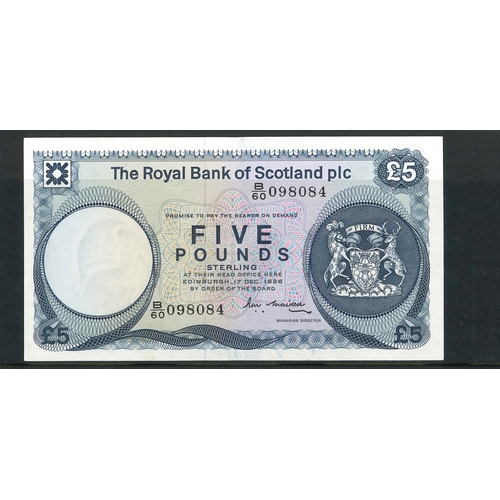 The Royal Bank of Scotland plc
£5
B/60 098084
PROMISE TO PAY THE BEARER ON DEMAND
FIVE
POUNDS
STERLING
AT THEIR HEAD OFFICE HERE
EDINBURGH, 17 DEC. 1986
BY ORDER OF THE BOARD
FIRM
B/60 098084
MANAGING DIRECTOR
£5
£5